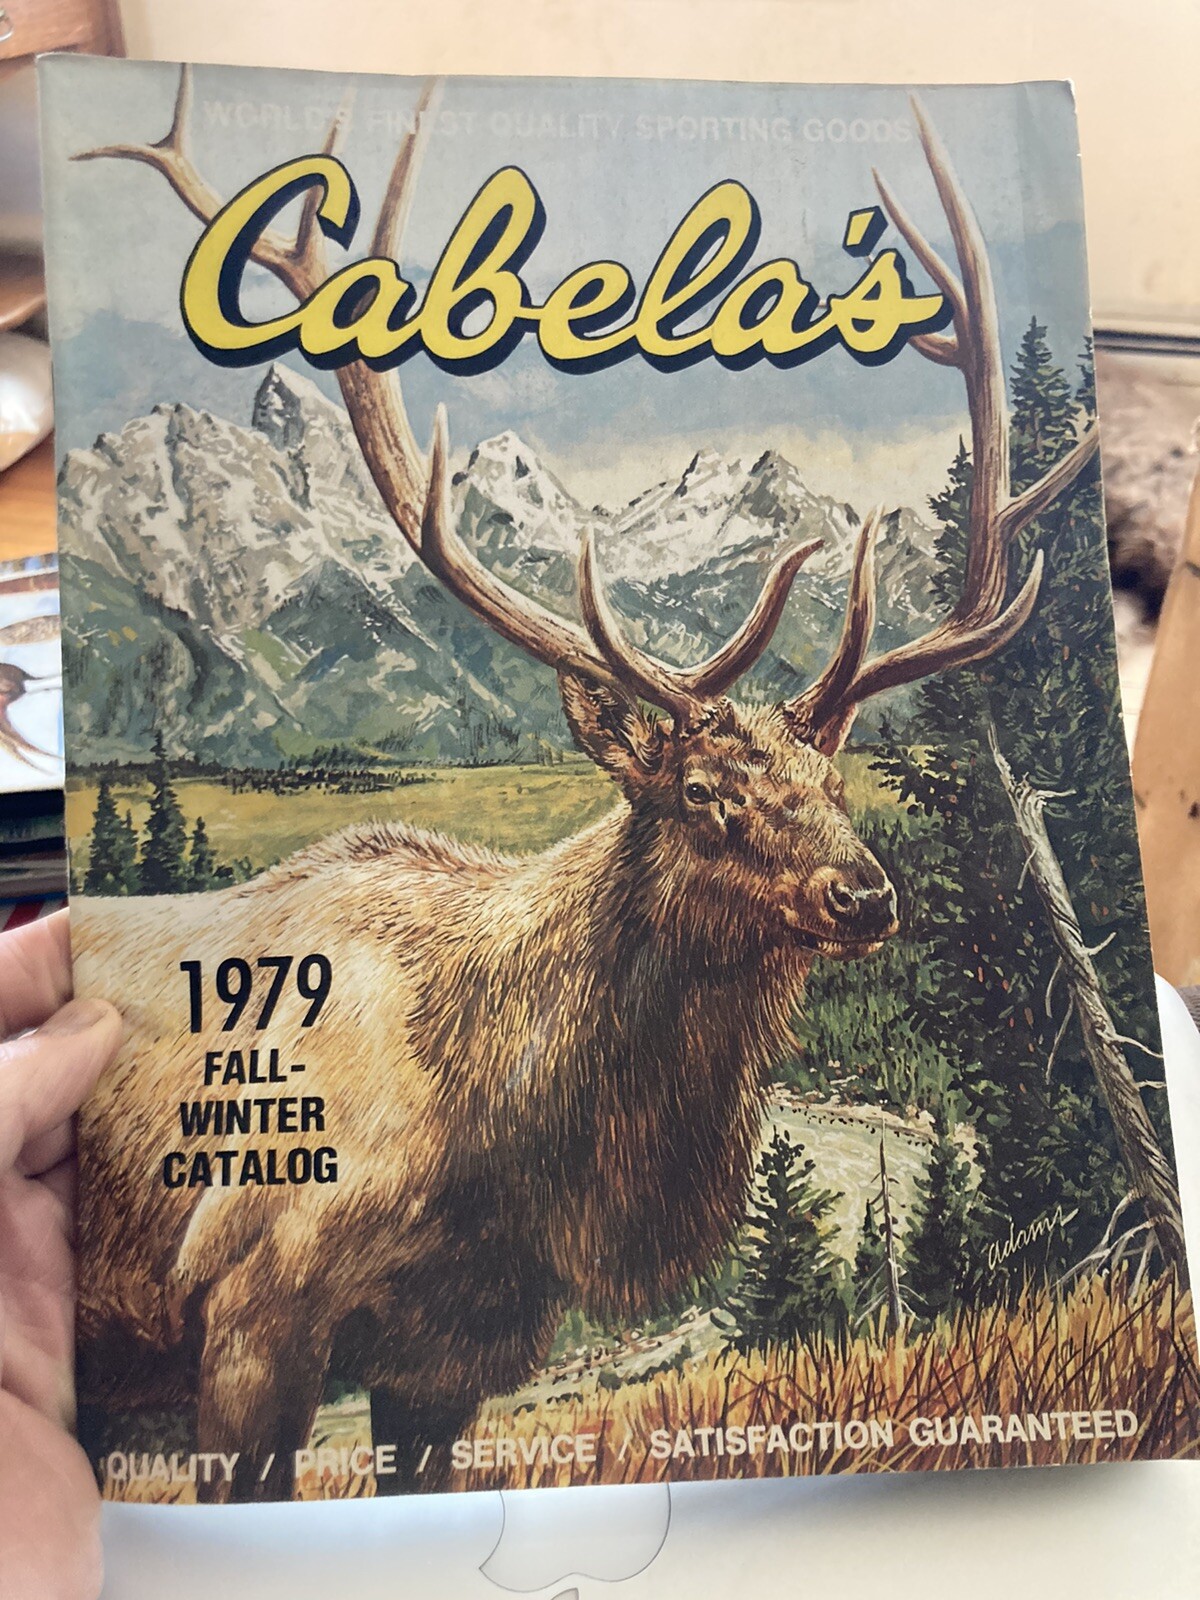 WORLD'S FINEST QUALITY SPORTING GOODS
Cabela's
1979
FALL-
WINTER
CATALOG
Adams
QUALITY / PRICE / SERVICE / SATISFACTION GUARANTEED